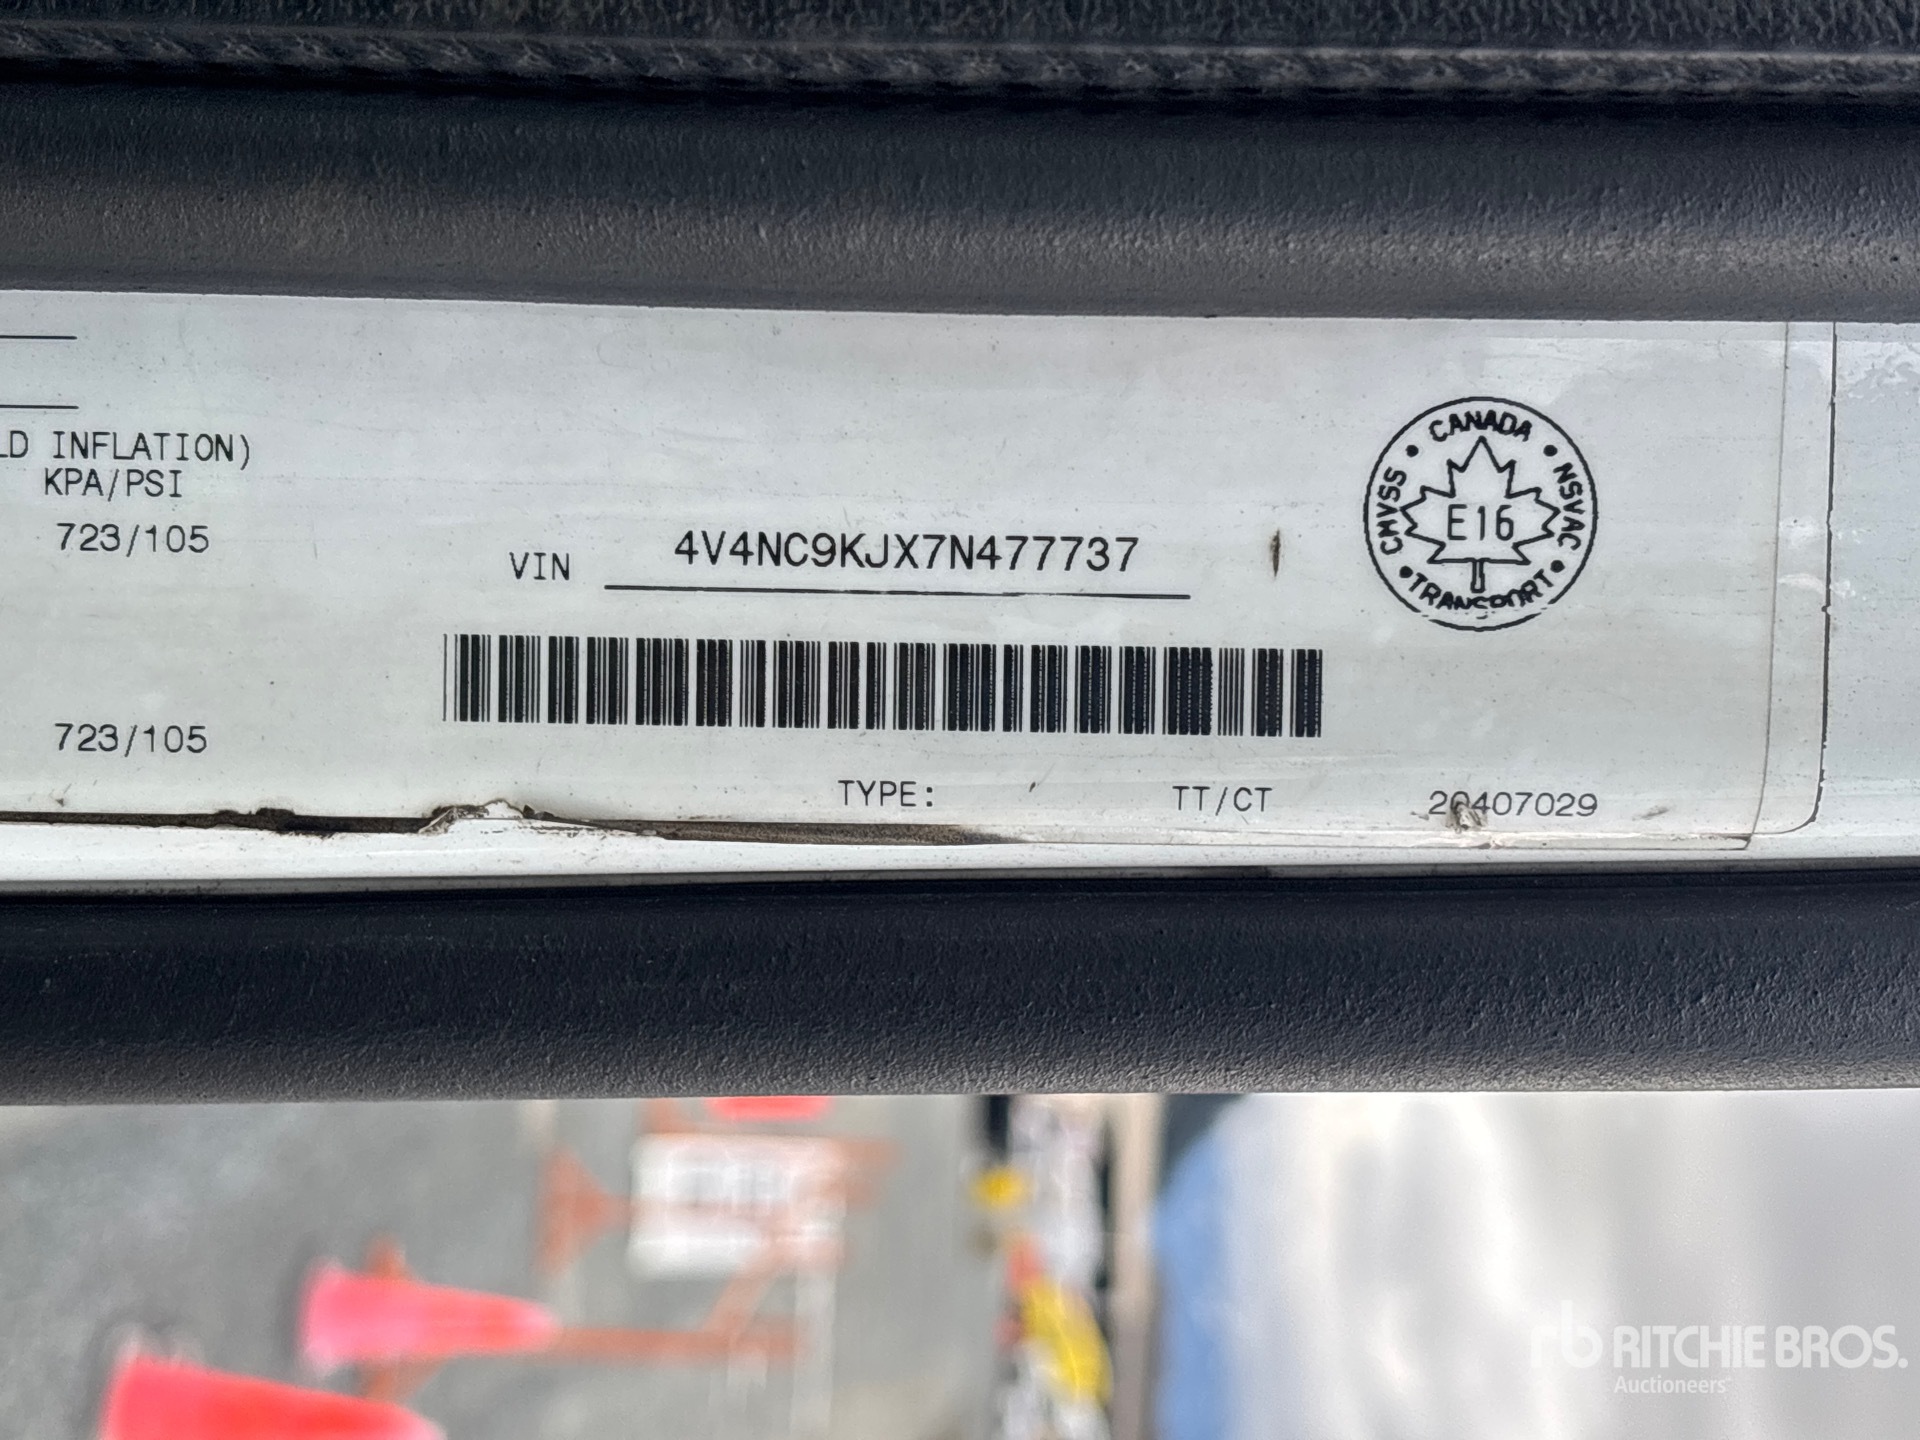 LD INFLATION)
KPA/PSI
723/105
723/105
VIN 4V4NC9KJX7N477737
CANADA
CMVSS
NSVAC
E16
TRANSPORT
TYPE: TT/CT 20407029
rb RITCHIE BROS.
Auctioneers